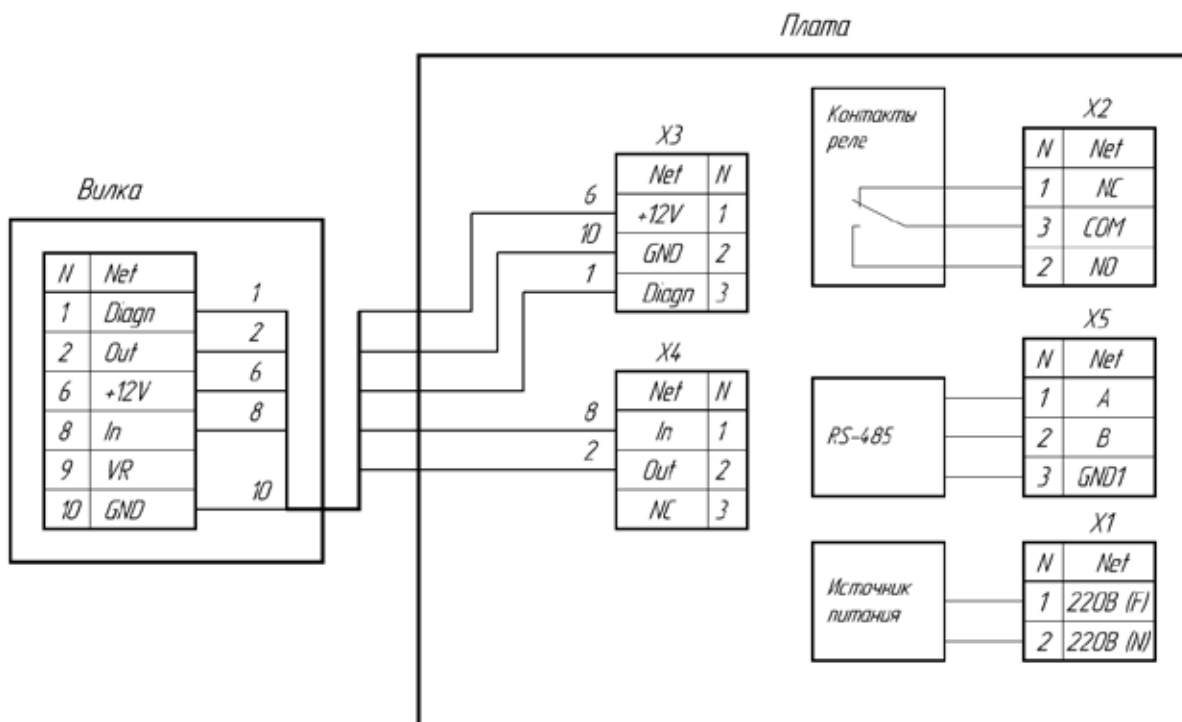 Плата
Вилка
N Net
1 Diagn
2 Out
6 +12V
8 In
9 VR
10 GND
1
2
6
8
10
6
10
1
8
2
X3
Net N
+12V 1
GND 2
Diagn 3
X4
Net N
In 1
Out 2
NC 3
Контакты
реле
X2
N Net
1 NC
3 COM
2 NO
RS-485
X5
N Net
1 A
2 B
3 GND1
Источник
питания
X1
N Net
1 220В (F)
2 220В (N)